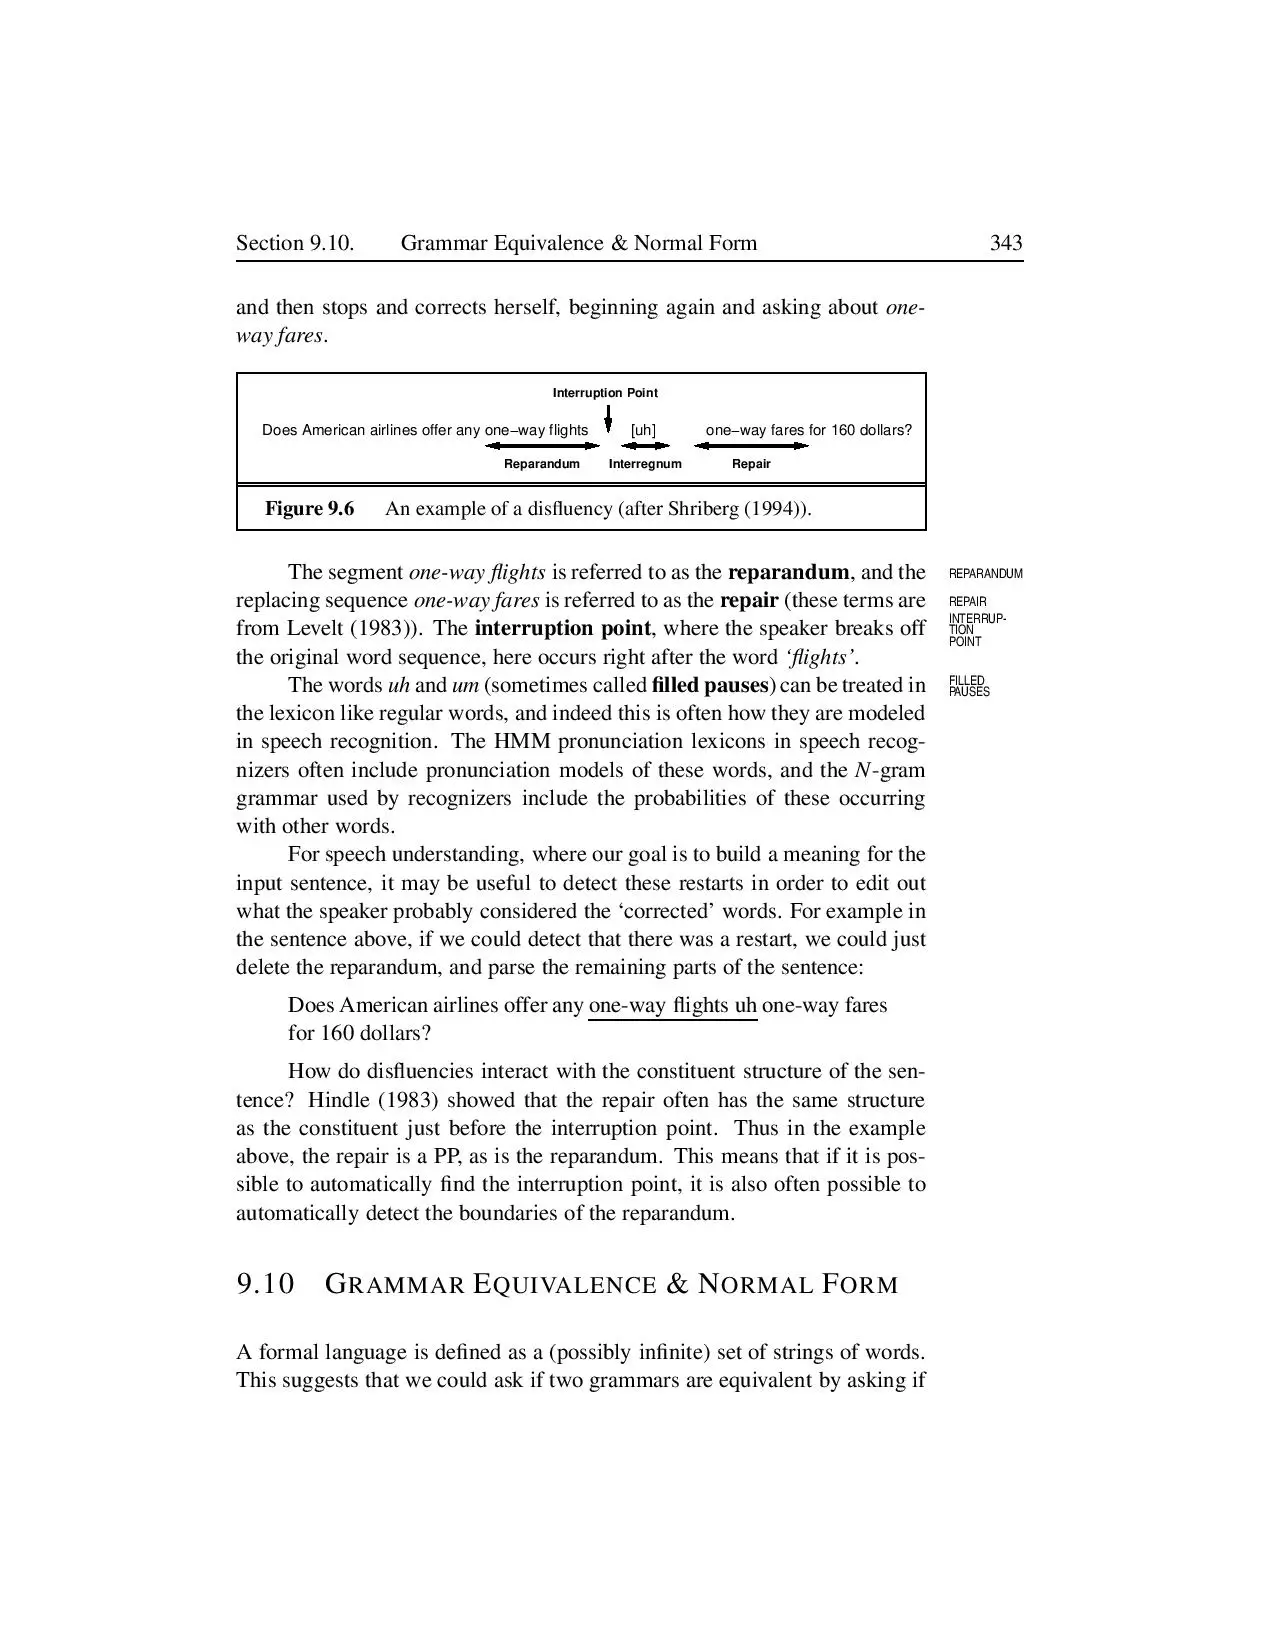 Section 9.10. Grammar Equivalence & Normal Form 343
and then stops and corrects herself, beginning again and asking about one-
way fares.
Interruption Point
Does American airlines offer any one−way flights [uh] one−way fares for 160 dollars?
Reparandum Interregnum Repair
Figure 9.6 An example of a disfluency (after Shriberg (1994)).
The segment one-way flights is referred to as the reparandum, and the
REPARANDUM
replacing sequence one-way fares is referred to as the repair (these terms are
REPAIR
from Levelt (1983)). The interruption point, where the speaker breaks off
INTERRUP-
TION
POINT
the original word sequence, here occurs right after the word ‘flights’.
The words uh and um (sometimes called filled pauses) can be treated in
FILLED
PAUSES
the lexicon like regular words, and indeed this is often how they are modeled
in speech recognition. The HMM pronunciation lexicons in speech recog-
nizers often include pronunciation models of these words, and the N-gram
grammar used by recognizers include the probabilities of these occurring
with other words.
For speech understanding, where our goal is to build a meaning for the
input sentence, it may be useful to detect these restarts in order to edit out
what the speaker probably considered the ‘corrected’ words. For example in
the sentence above, if we could detect that there was a restart, we could just
delete the reparandum, and parse the remaining parts of the sentence:
Does American airlines offer any one-way flights uh one-way fares
for 160 dollars?
How do disfluencies interact with the constituent structure of the sen-
tence? Hindle (1983) showed that the repair often has the same structure
as the constituent just before the interruption point. Thus in the example
above, the repair is a PP, as is the reparandum. This means that if it is pos-
sible to automatically find the interruption point, it is also often possible to
automatically detect the boundaries of the reparandum.
9.10 GRAMMAR EQUIVALENCE & NORMAL FORM
A formal language is defined as a (possibly infinite) set of strings of words.
This suggests that we could ask if two grammars are equivalent by asking if